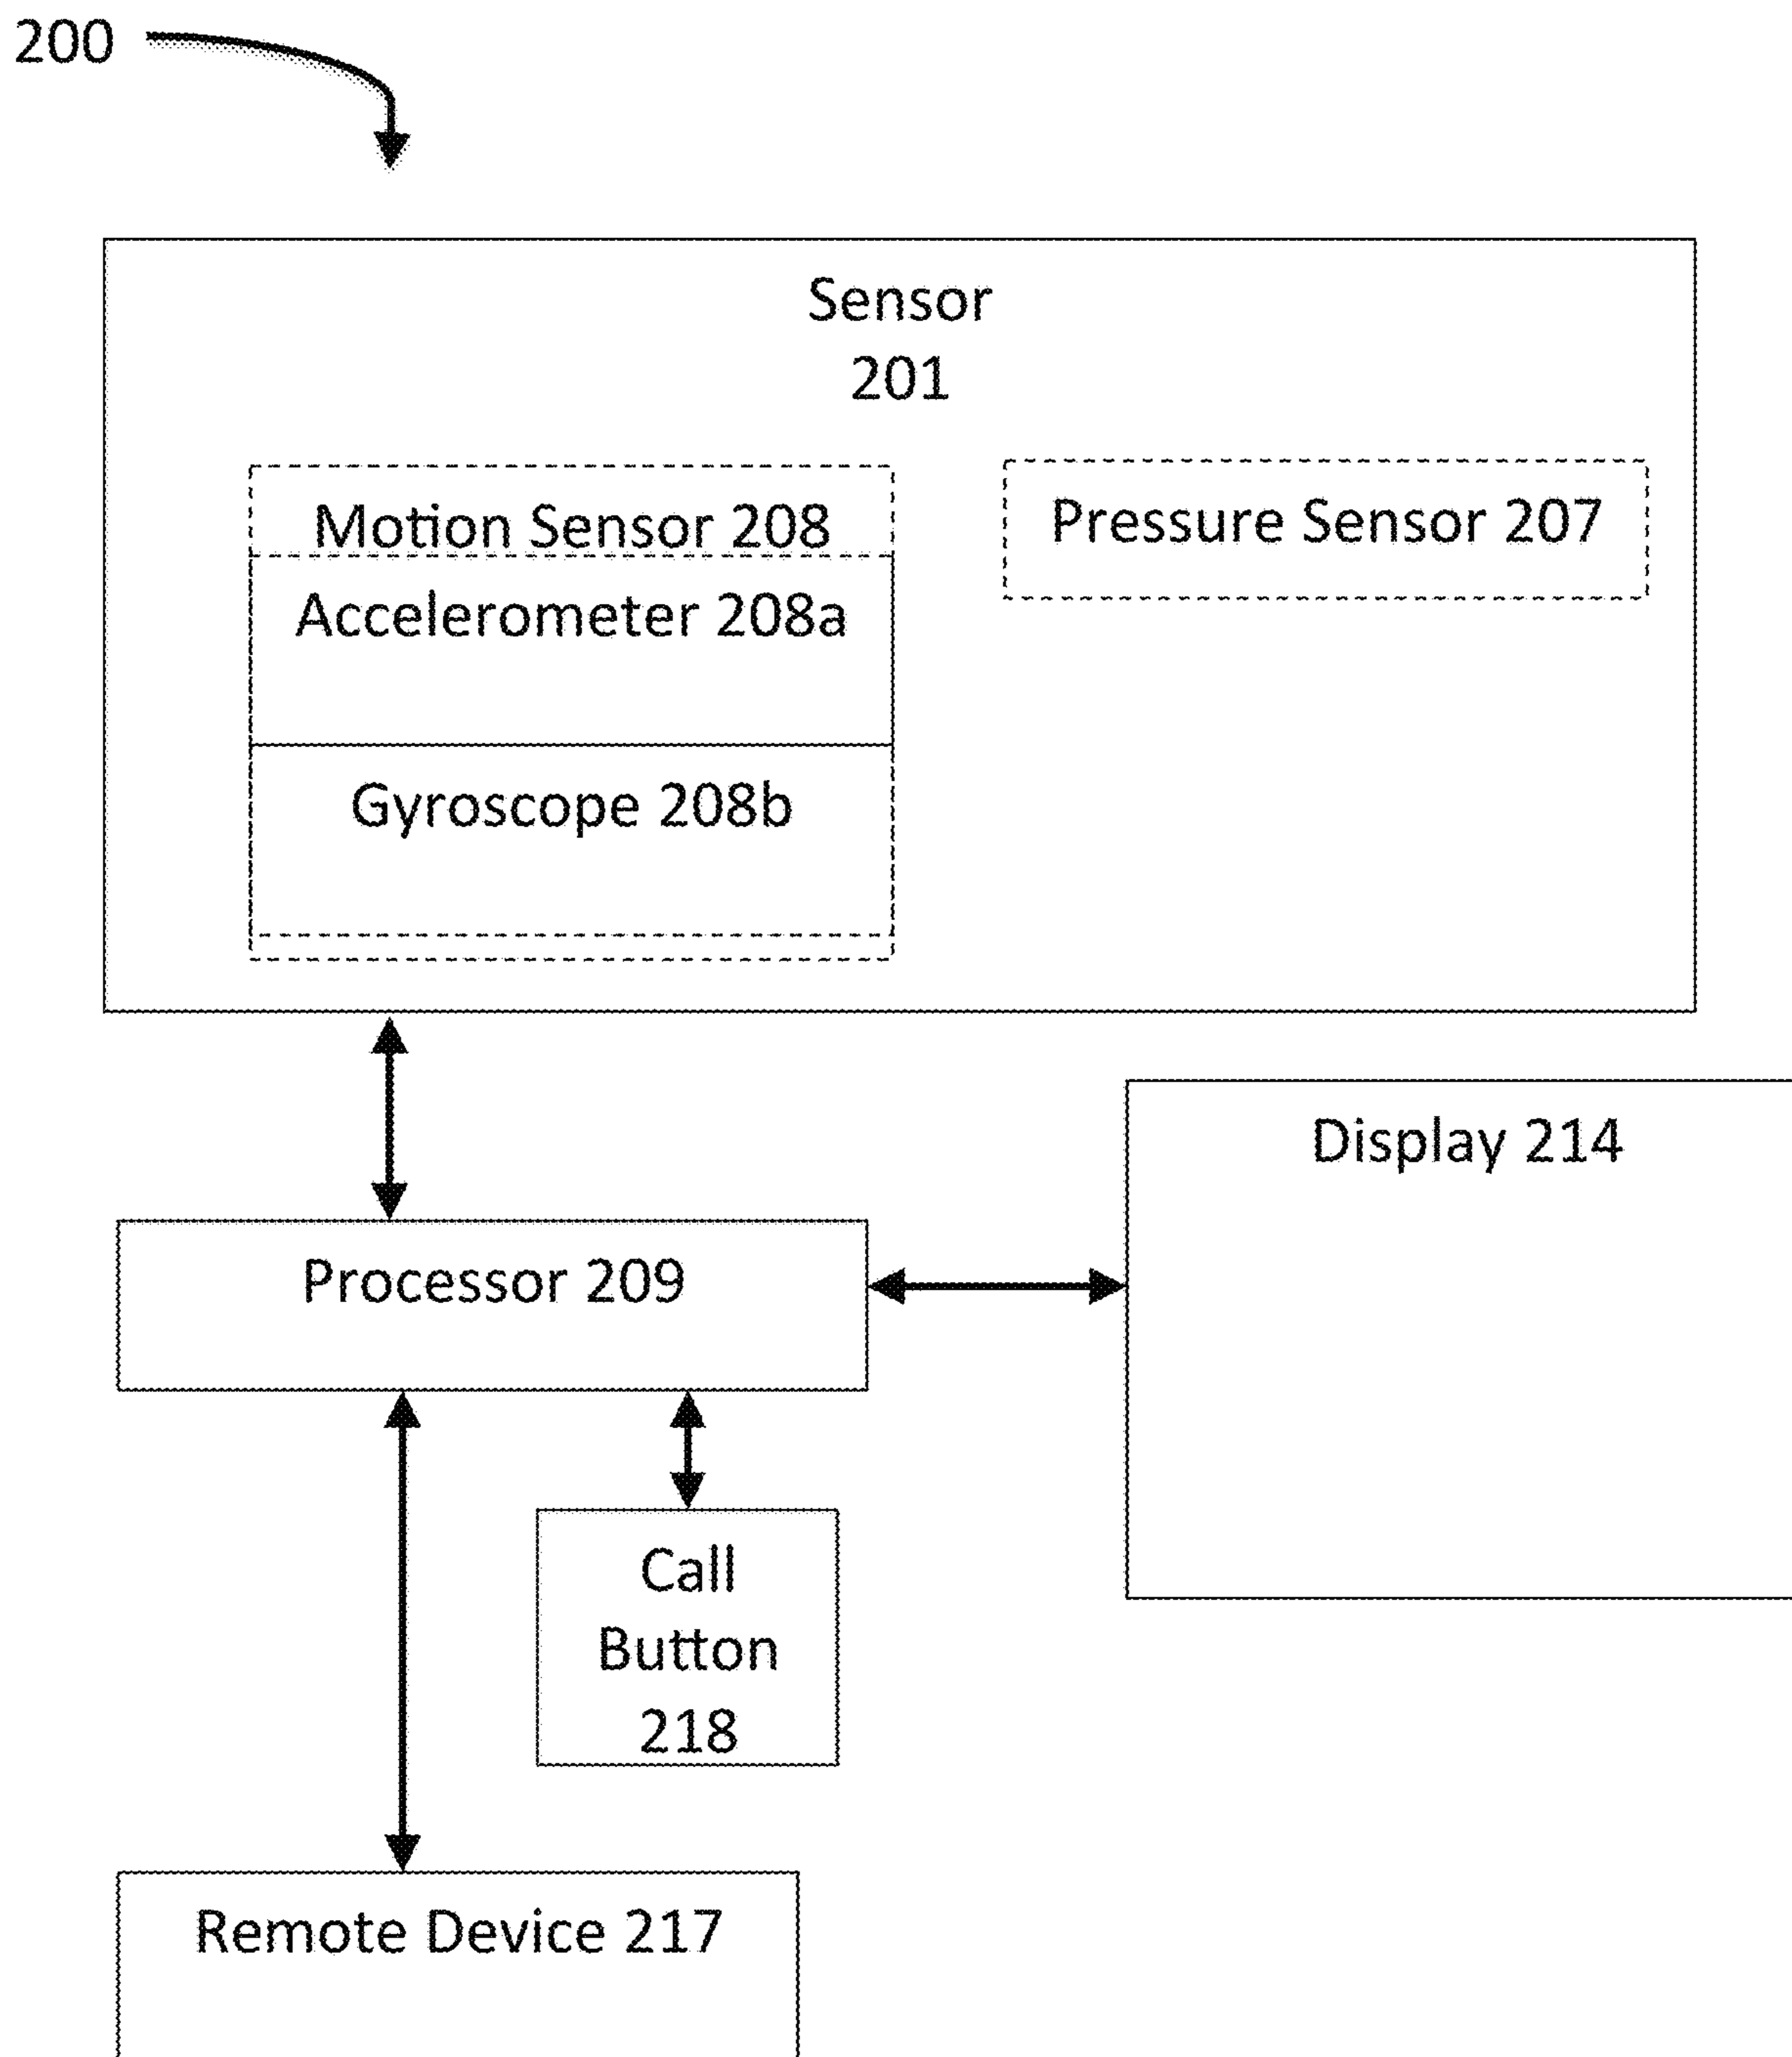 200
Sensor
201
Motion Sensor 208
Pressure Sensor 207
Accelerometer 208a
Gyroscope 208b
Display 214
Processor 209
Call
Button
218
Remote Device 217